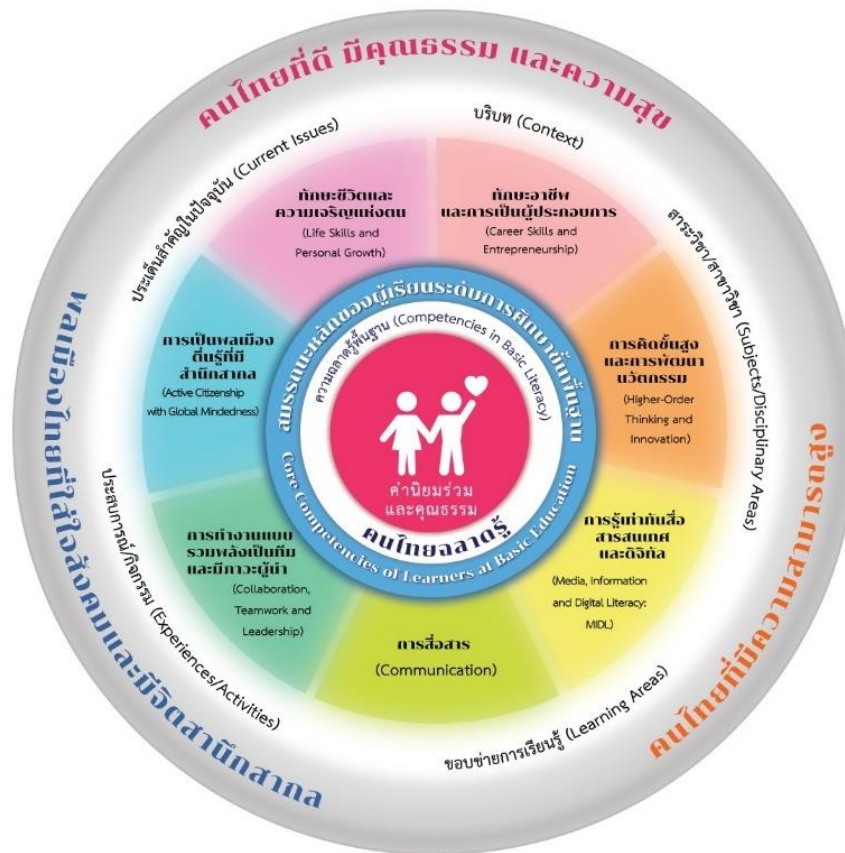 คนไทยที่ดี มีคุณธรรม และความสุข
ประเด็นสำคัญในปัจจุบัน (Current Issues)
บริบท (Context)
สาระวิชา/สาขาวิชา (Subjects/Disciplinary Areas)
ทักษะชีวิตและ
ความเจริญแห่งตน
(Life Skills and
Personal Growth)
ทักษะอาชีพ
และการเป็นผู้ประกอบการ
(Career Skills and
Entrepreneurship)
การเป็นพลเมือง
ตื่นรู้ที่มี
สำนึกสากล
(Active Citizenship
with Global Mindedness)
การคิดขั้นสูง
และการพัฒนา
นวัตกรรม
(Higher-Order
Thinking and
Innovation)
สมรรถนะหลักของผู้เรียนระดับการศึกษาขั้นพื้นฐาน
ความฉลาดรู้พื้นฐาน (Competencies in Basic Literacy)
ค่านิยมร่วม
และคุณธรรม
คนไทยฉลาดรู้
Core Competencies of Learners at Basic Education
การทำงานแบบ
รวมพลังเป็นทีม
และมีภาวะผู้นำ
(Collaboration,
Teamwork and
Leadership)
การสื่อสาร
(Communication)
การรู้เท่าทันสื่อ
สารสนเทศ
และดิจิทัล
(Media, Information
and Digital Literacy:
MIDL)
ประสบการณ์/กิจกรรม (Experiences/Activities)
ขอบข่ายการเรียนรู้ (Learning Areas)
พลเมืองไทยที่ใส่ใจสังคมและมีจิตสานึกสากล
คนไทยที่มีความสามารถสูง